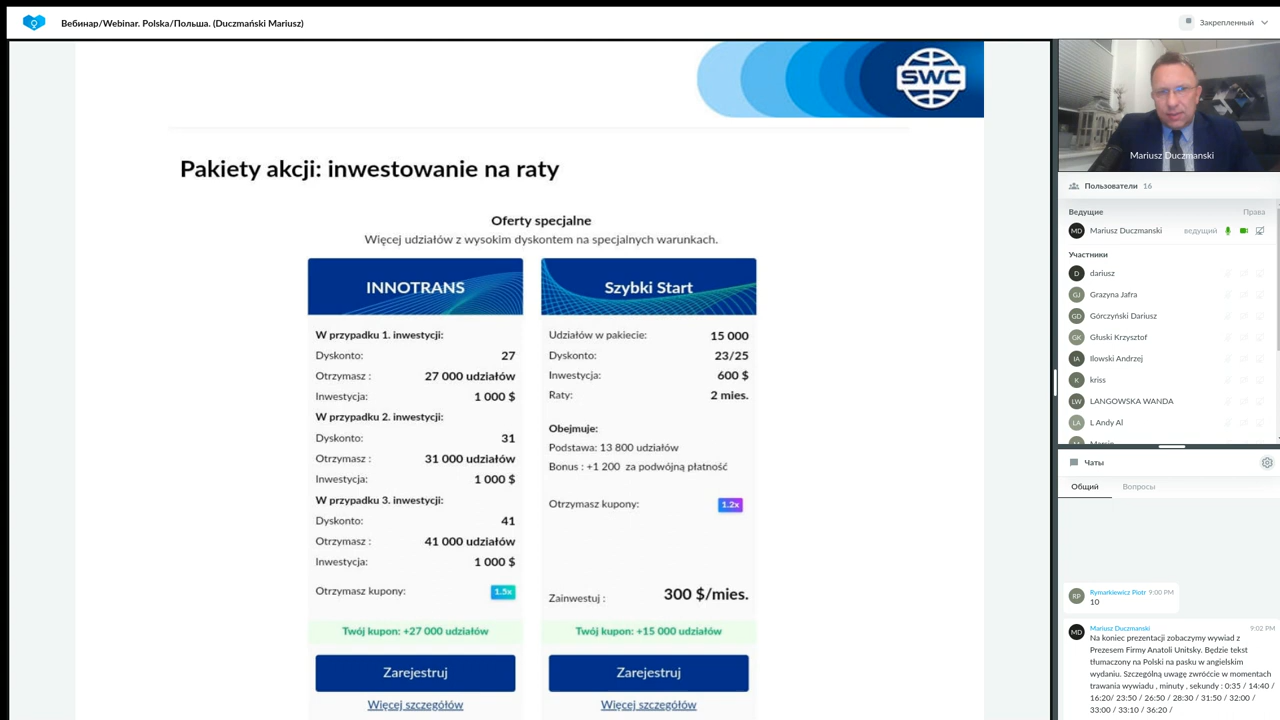 Вебинар/Webinar. Polska/Польша. (Duczmański Mariusz)
Закрепленный
SWC
Pakiety akcji: inwestowanie na raty
Oferty specjalne
Więcej udziałów z wysokim dyskontem na specjalnych warunkach.
INNOTRANS
W przypadku 1. inwestycji:
Dyskonto: 27
Otrzymasz : 27 000 udziałów
Inwestycja: 1 000 $
W przypadku 2. inwestycji:
Dyskonto: 31
Otrzymasz : 31 000 udziałów
Inwestycja: 1 000 $
W przypadku 3. inwestycji:
Dyskonto: 41
Otrzymasz : 41 000 udziałów
Inwestycja: 1 000 $
Otrzymasz kupony: 1.5x
Twój kupon: +27 000 udziałów
Zarejestruj
Więcej szczegółów
Szybki Start
Udziałów w pakiecie: 15 000
Dyskonto: 23/25
Inwestycja: 600 $
Raty: 2 mies.
Obejmuje:
Podstawa: 13 800 udziałów
Bonus : +1 200 za podwójną płatność
Otrzymasz kupony: 1.2x
Zainwestuj : 300 $/mies.
Twój kupon: +15 000 udziałów
Zarejestruj
Więcej szczegółów
Mariusz Duczmanski
Пользователи 16
Ведущие Права
MD Mariusz Duczmanski ведущий
Участники
D dariusz
GJ Grazyna Jafra
GD Górczyński Dariusz
GK Głuski Krzysztof
IA Ilowski Andrzej
K kriss
LW LANGOWSKA WANDA
LA L Andy Al
Чаты
Общий Вопросы
RP Rymarkiewicz Piotr 9:00 PM
10
MD Mariusz Duczmanski 9:02 PM
Na koniec prezentacji zobaczymy wywiad z
Prezesem Firmy Anatoli Unitsky. Będzie tekst
tłumaczony na Polski na pasku w angielskim
wydaniu. Szczególną uwagę zwróćcie w momentach
trawania wywiadu , minuty , sekundy : 0:35 / 14:40 /
16:20/ 23:50 / 26:50 / 28:30 / 31:50 / 32:00 /
33:00 / 33:10 / 36:20 /